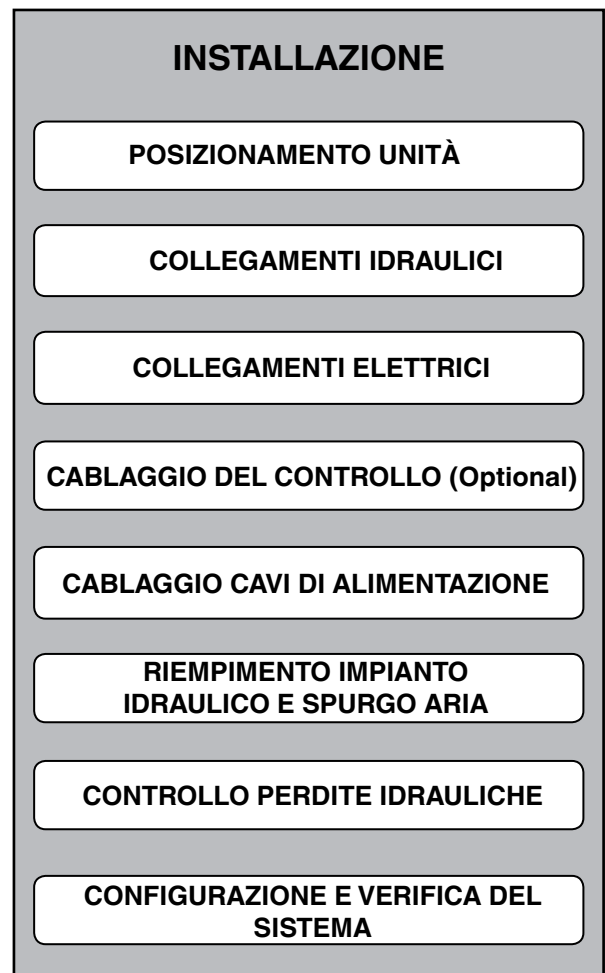 INSTALLAZIONE
POSIZIONAMENTO UNITÀ
COLLEGAMENTI IDRAULICI
COLLEGAMENTI ELETTRICI
CABLAGGIO DEL CONTROLLO (Optional)
CABLAGGIO CAVI DI ALIMENTAZIONE
RIEMPIMENTO IMPIANTO
IDRAULICO E SPURGO ARIA
CONTROLLO PERDITE IDRAULICHE
CONFIGURAZIONE E VERIFICA DEL
SISTEMA